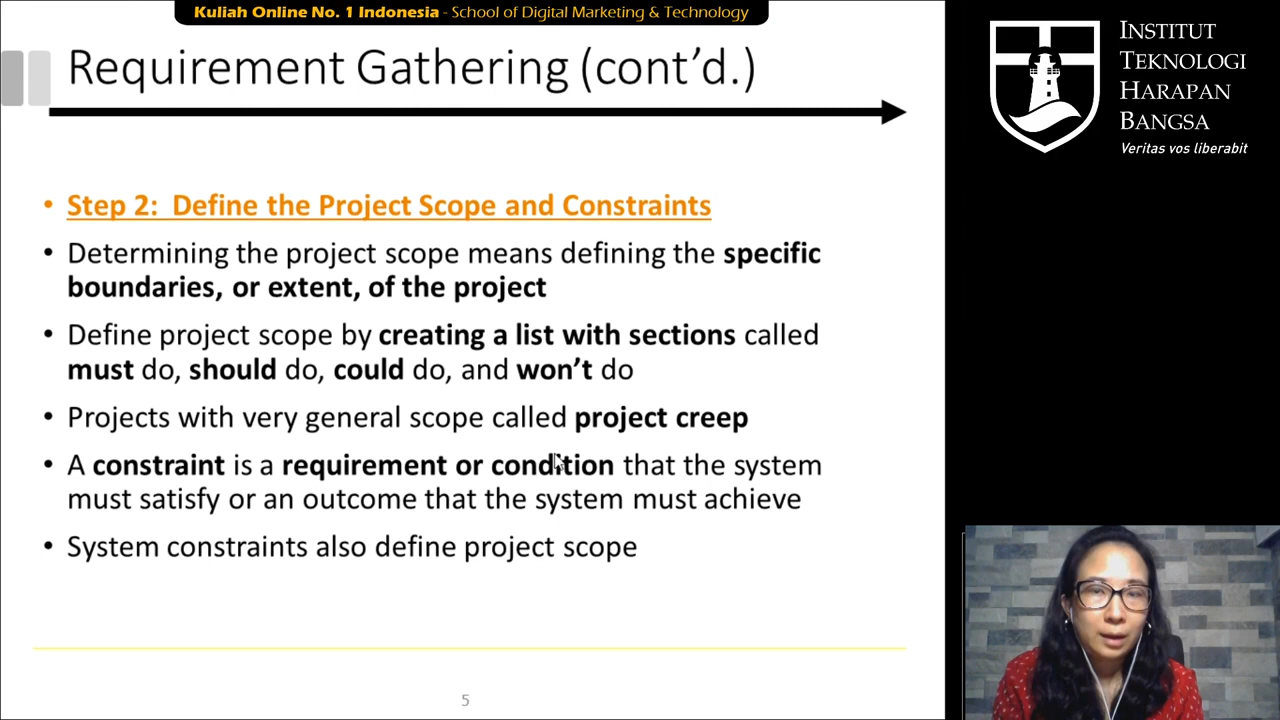 Kuliah Online No. 1 Indonesia - School of Digital Marketing & Technology
Requirement Gathering (cont’d.)
• Step 2:  Define the Project Scope and Constraints
• Determining the project scope means defining the specific
boundaries, or extent, of the project
• Define project scope by creating a list with sections called
must do, should do, could do, and won’t do
• Projects with very general scope called project creep
• A constraint is a requirement or condition that the system
must satisfy or an outcome that the system must achieve
• System constraints also define project scope
5
INSTITUT
TEKNOLOGI
HARAPAN
BANGSA
Veritas vos liberabit